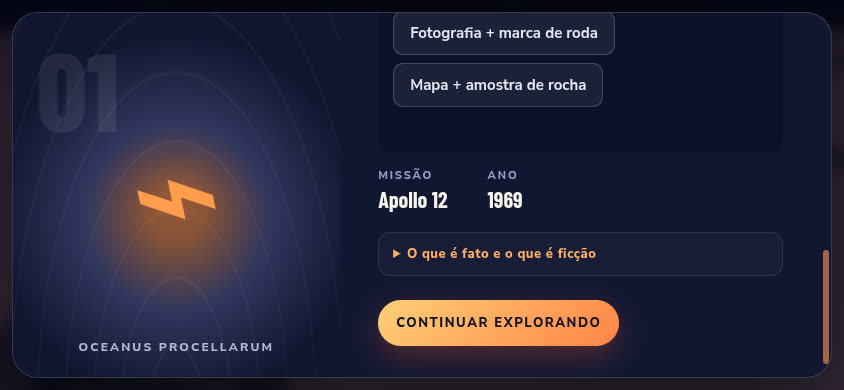 01
OCEANUS PROCELLARUM
Fotografia + marca de roda
Mapa + amostra de rocha
MISSÃO
Apollo 12
ANO
1969
▶ O que é fato e o que é ficção
CONTINUAR EXPLORANDO